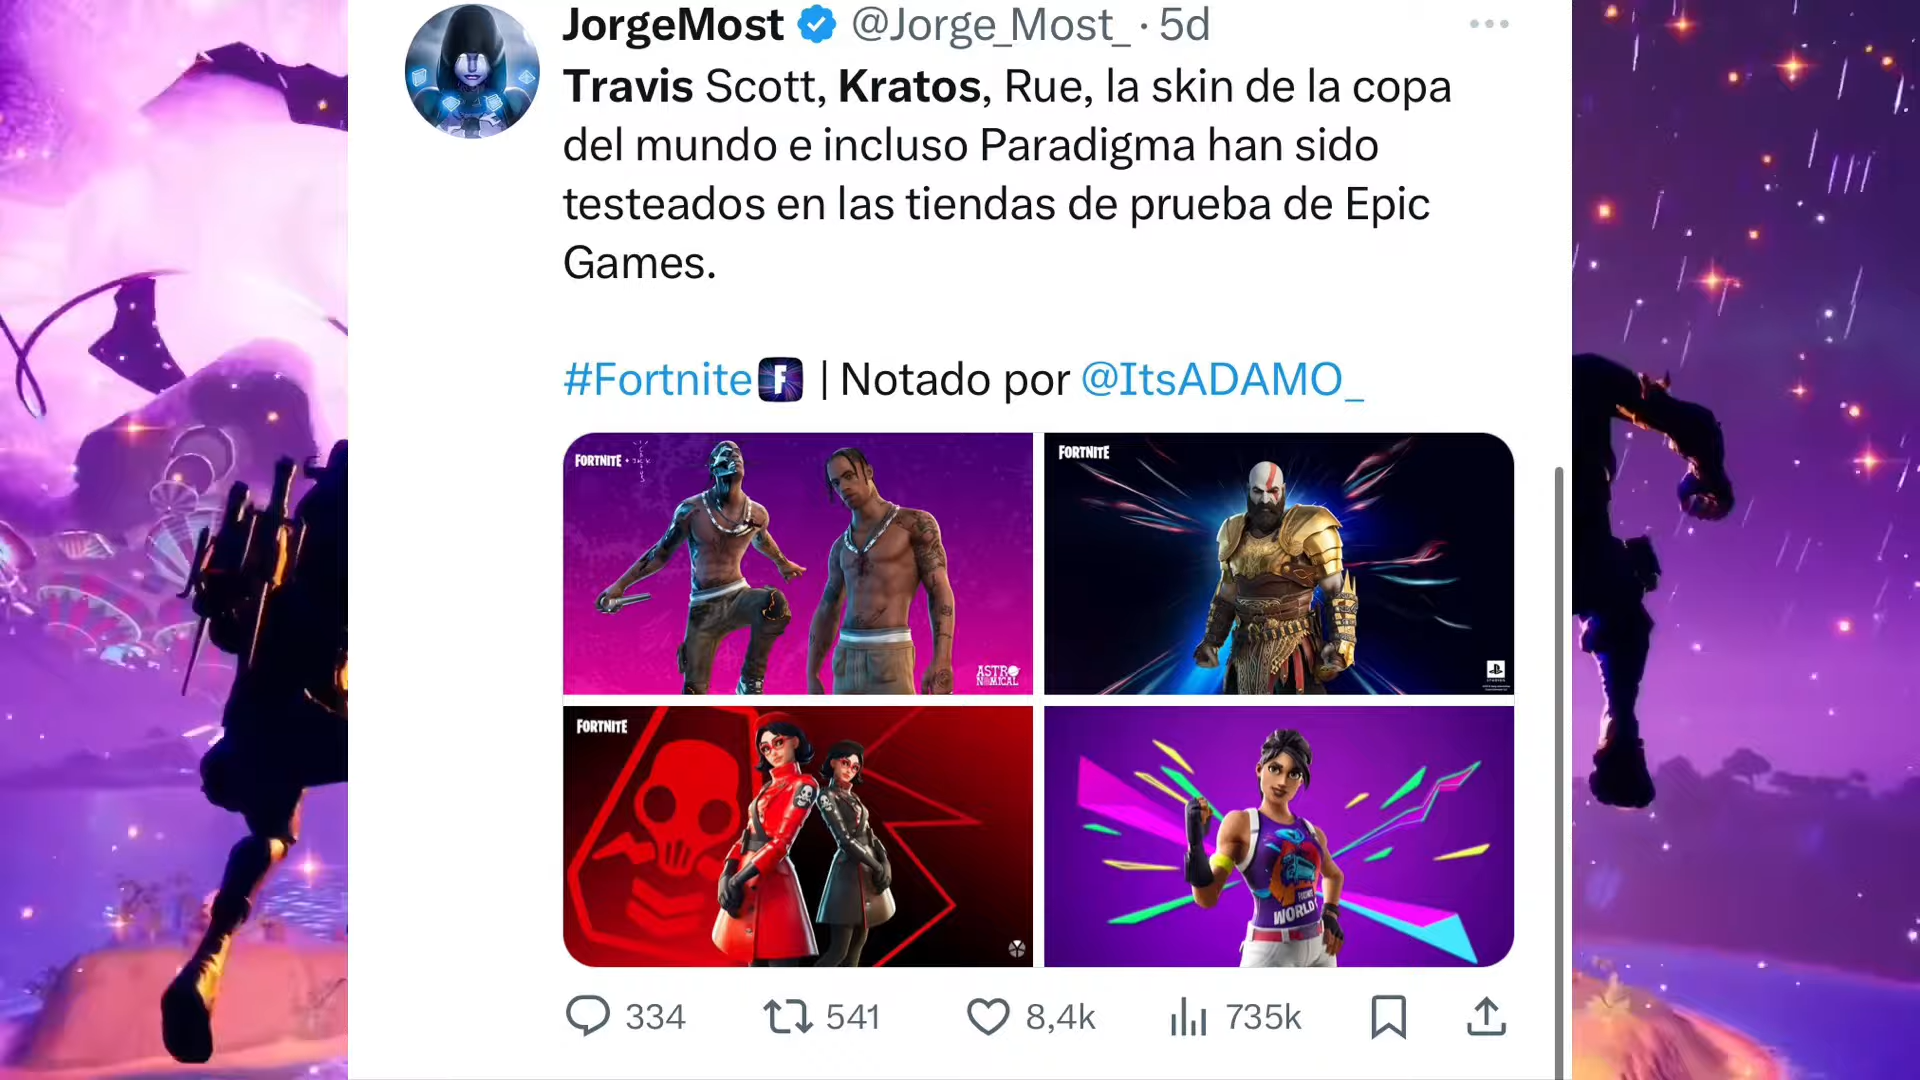 JorgeMost @Jorge_Most_ · 5d
Travis Scott, Kratos, Rue, la skin de la copa
del mundo e incluso Paradigma han sido
testeados en las tiendas de prueba de Epic
Games.
#Fortnite F | Notado por @ItsADAMO_
FORTNITE
ASTRO
NOMICAL
FORTNITE
FORTNITE
WORLD
334 541 8,4k 735k